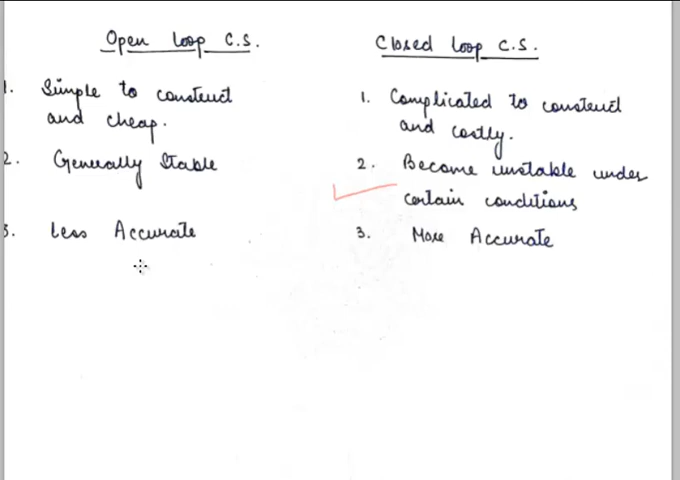 Open loop C.S.
1. Simple to construct
and cheap.
2. Generally Stable
3. Less Accurate
Closed loop C.S.
1. Complicated to construct
and costly.
2. Become unstable under
certain conditions
3. More Accurate